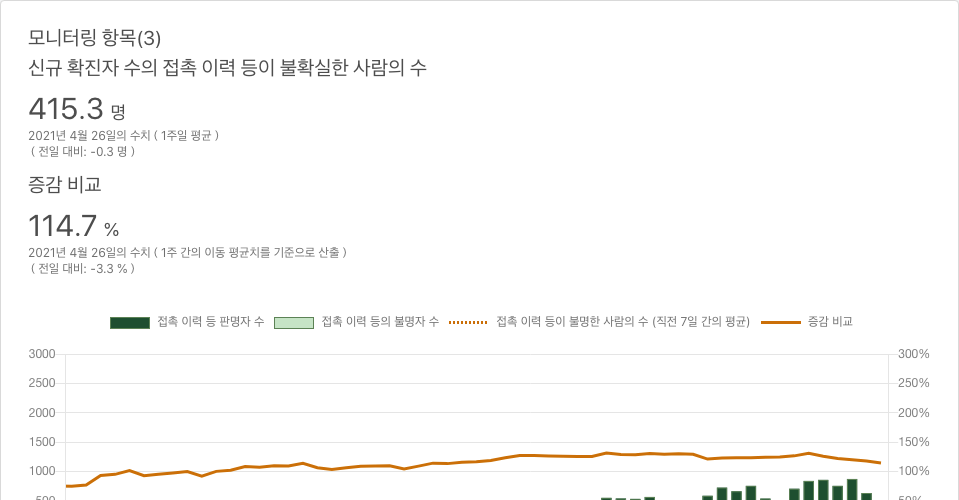 모니터링 항목(3)
신규 확진자 수의 접촉 이력 등이 불확실한 사람의 수
415.3 명
2021년 4월 26일의 수치 ( 1주일 평균 )
( 전일 대비: -0.3 명 )
증감 비교
114.7 %
2021년 4월 26일의 수치 ( 1주 간의 이동 평균치를 기준으로 산출 )
( 전일 대비: -3.3 % )
접촉 이력 등 판명자 수 접촉 이력 등의 불명자 수 접촉 이력 등이 불명한 사람의 수 (직전 7일 간의 평균) 증감 비교
3000 300%
2500 250%
2000 200%
1500 150%
1000 100%
500 50%